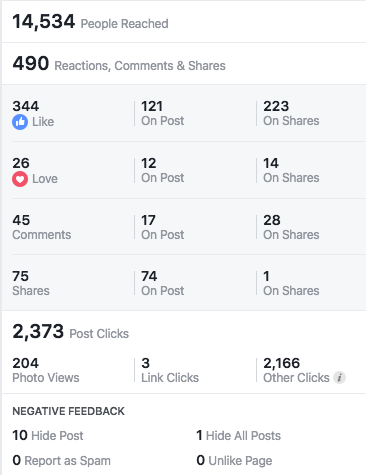 14,534 People Reached
490 Reactions, Comments & Shares
344 121 223
Like On Post On Shares
26 12 14
Love On Post On Shares
45 17 28
Comments On Post On Shares
75 74 1
Shares On Post On Shares
2,373 Post Clicks
204 3 2,166
Photo Views Link Clicks Other Clicks i
NEGATIVE FEEDBACK
10 Hide Post 1 Hide All Posts
0 Report as Spam 0 Unlike Page